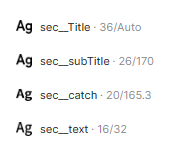 Ag sec__Title · 36/Auto
Ag sec__subTitle · 26/170
Ag sec__catch · 20/165.3
Ag sec__text · 16/32